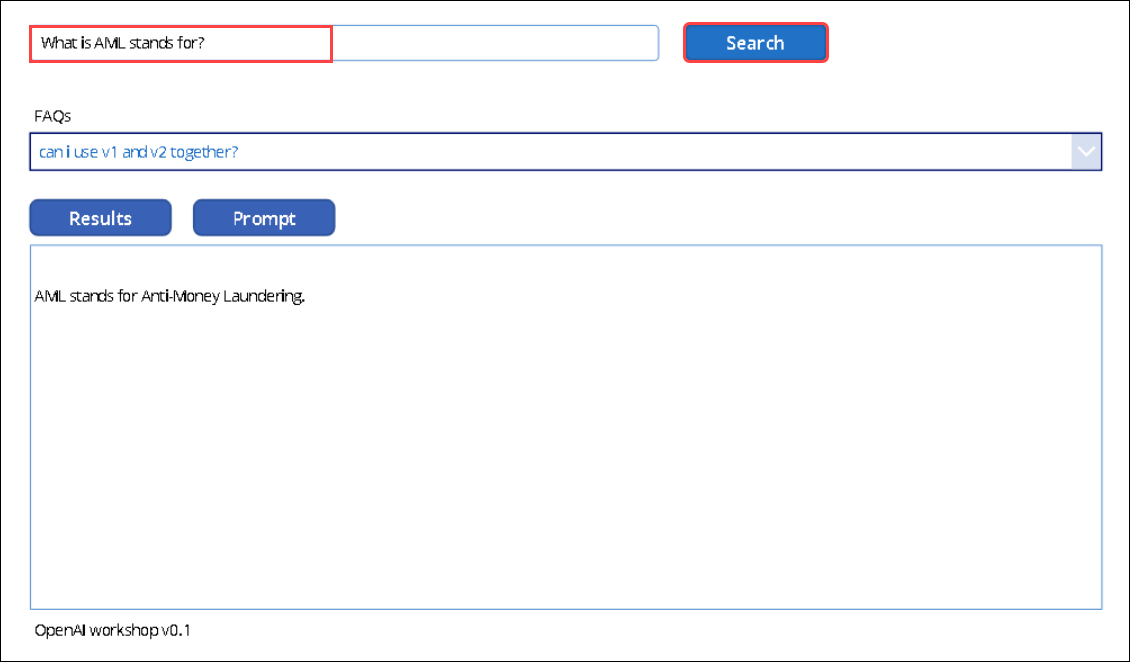 What is AML stands for?
Search
FAQs
can i use v1 and v2 together?
Results
Prompt
AML stands for Anti-Money Laundering.
OpenAI workshop v0.1